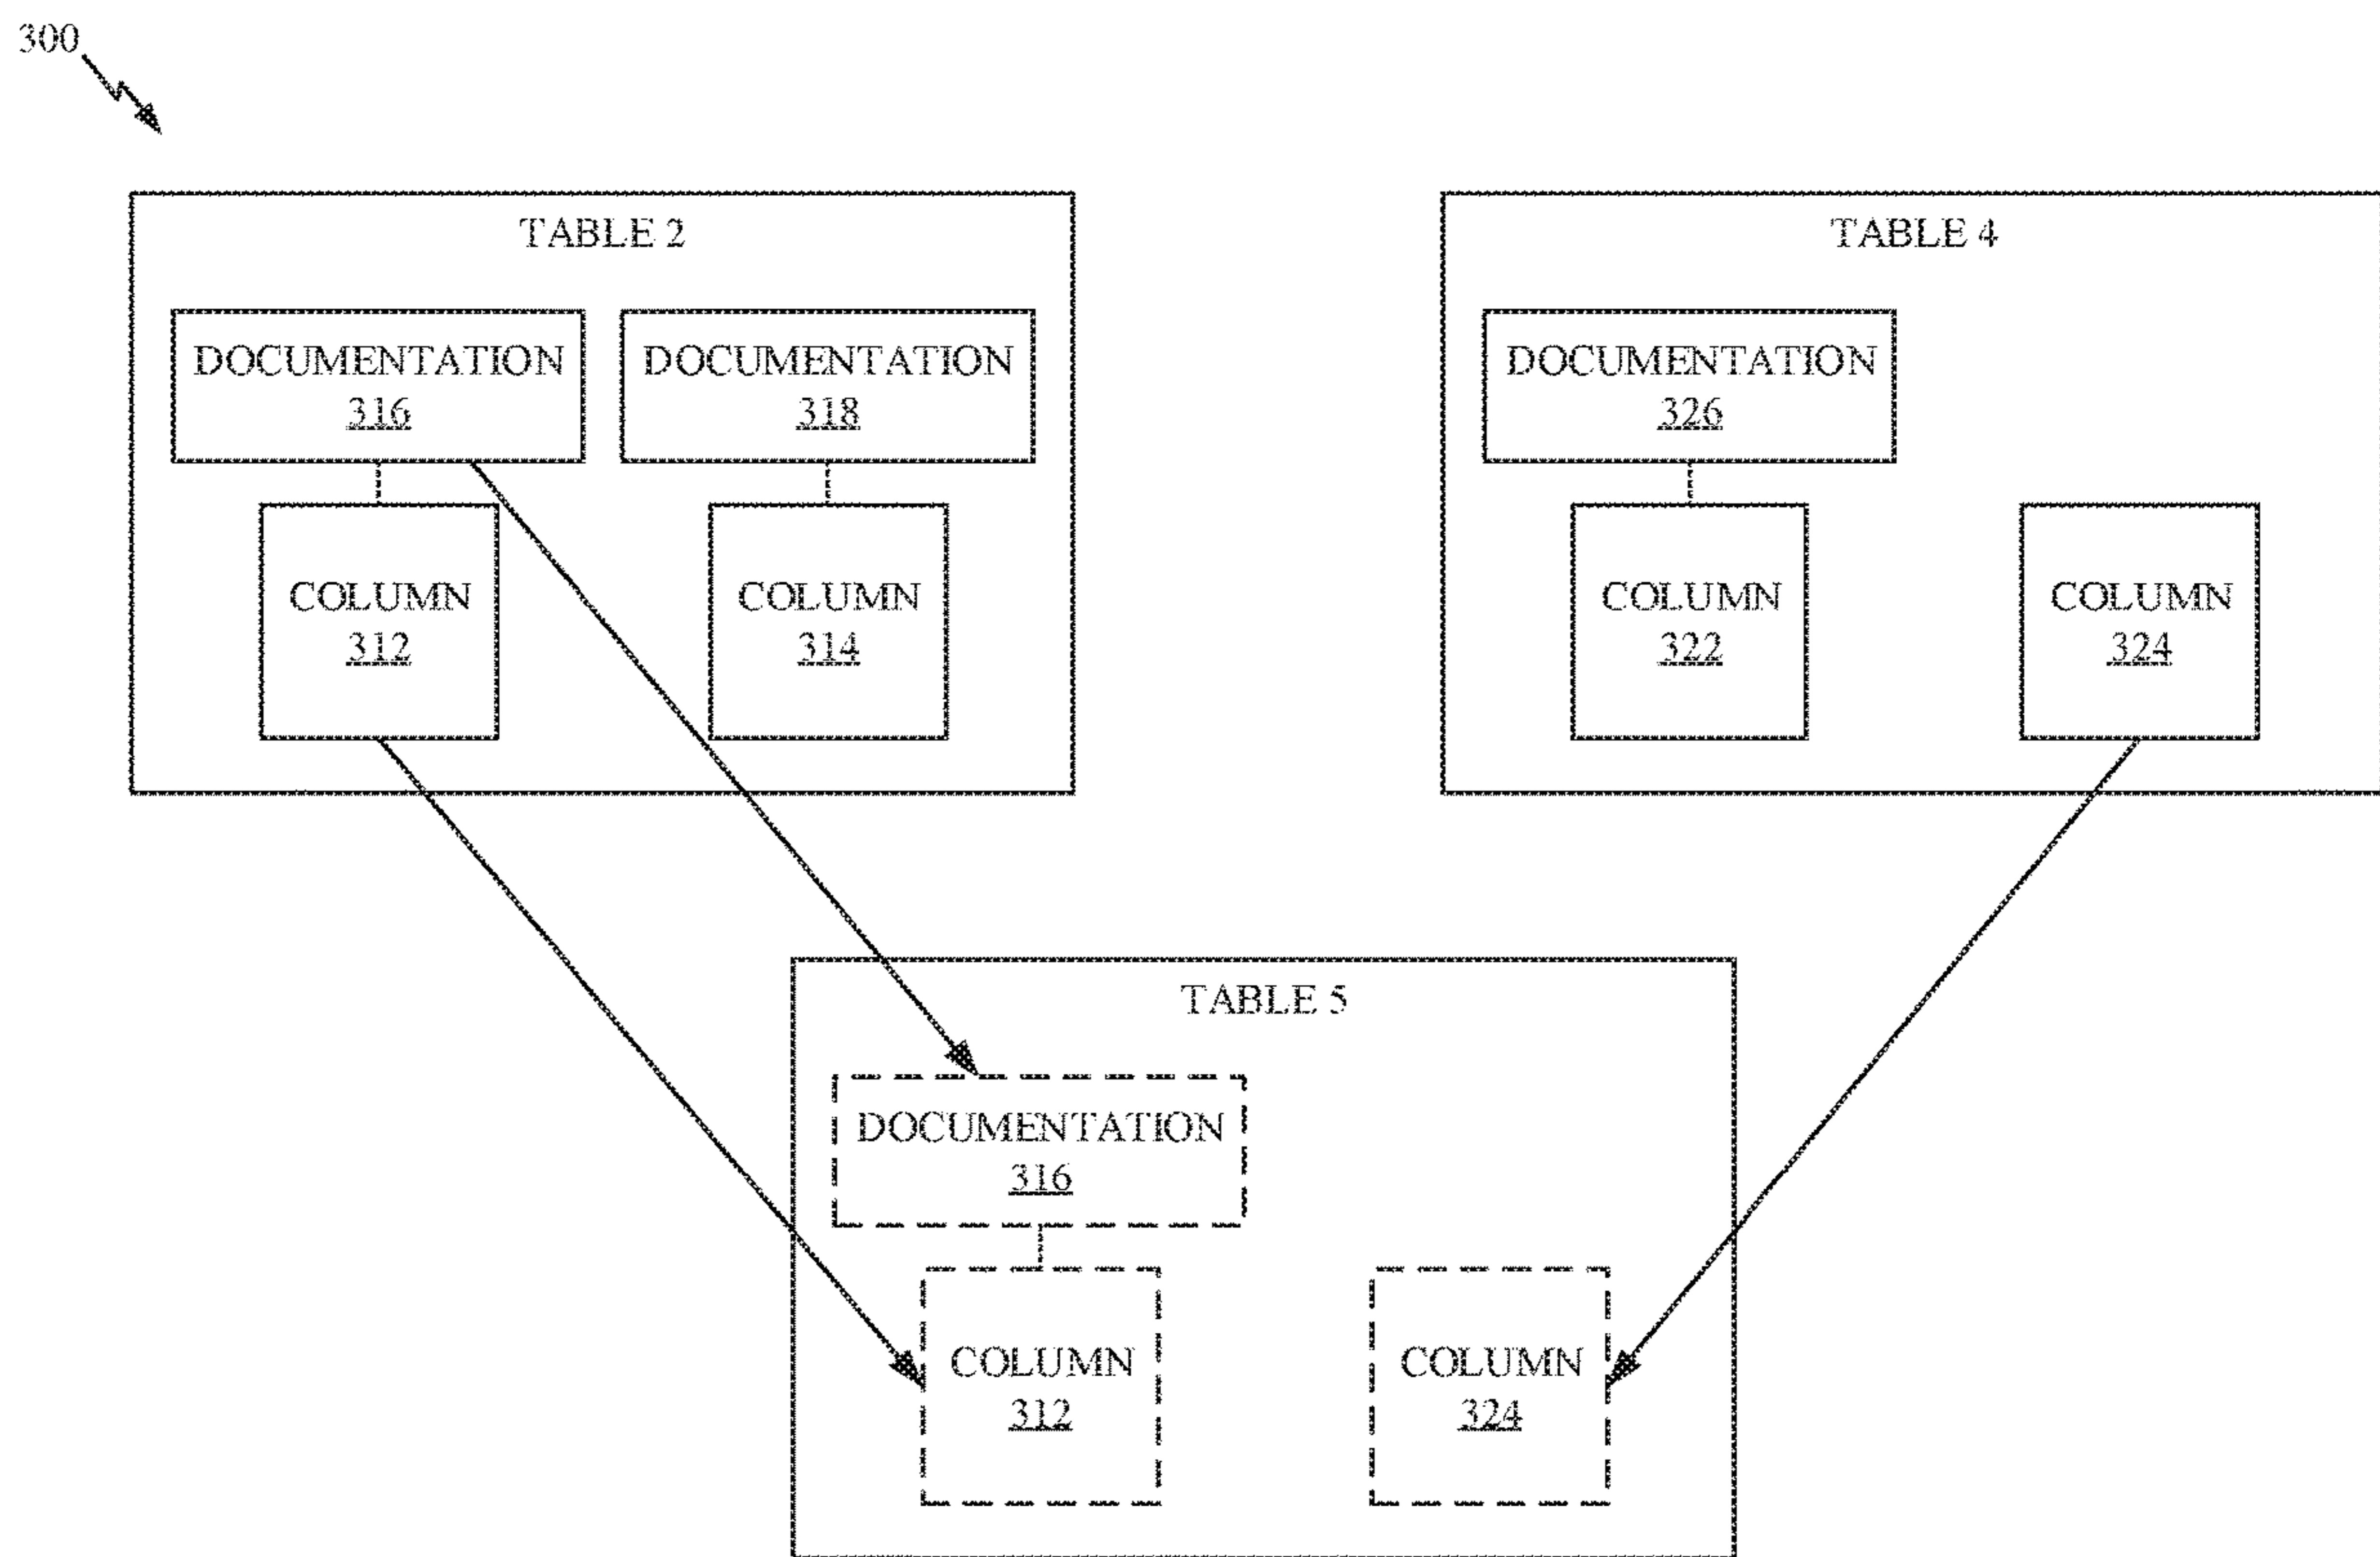 300
TABLE 2
DOCUMENTATION
316
DOCUMENTATION
318
COLUMN
312
COLUMN
314
TABLE 4
DOCUMENTATION
326
COLUMN
322
COLUMN
324
TABLE 5
DOCUMENTATION
316
COLUMN
312
COLUMN
324